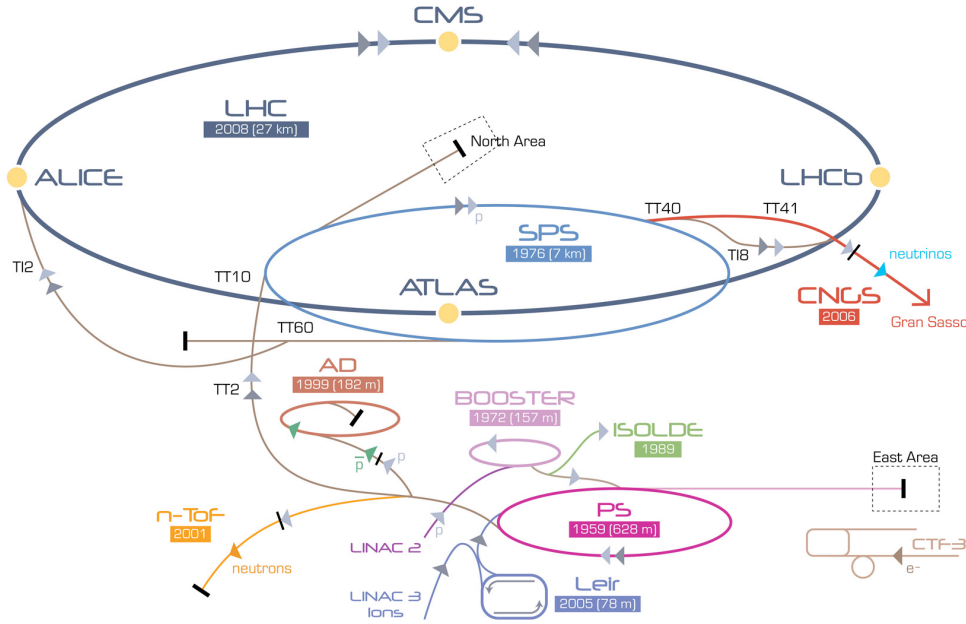 CMS
LHC
2008 (27 km)
North Area
ALICE
LHCb
TT40
TT41
SPS
1976 (7 km)
p
TI8
neutrinos
TI2
TT10
ATLAS
CNGS
2006
Gran Sasso
TT60
AD
1999 (182 m)
TT2
BOOSTER
1972 (157 m)
ISOLDE
1989
p̅
p
East Area
n-ToF
2001
PS
1959 (628 m)
LINAC 2
p
neutrons
CTF-3
e-
LINAC 3
Ions
Leir
2005 (78 m)